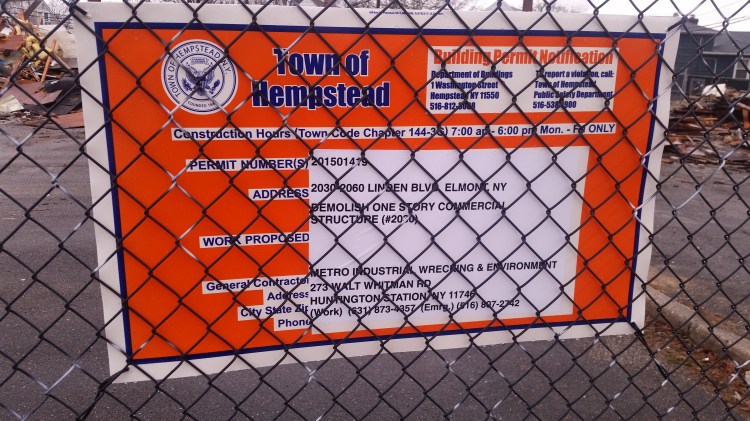 TOWN OF HEMPSTEAD N.Y.
FOUNDED
Town of
Hempstead
Building Permit Notification
Department of Buildings
1 Washington Street
Hempstead NY 11550
To report a violation, call:
Town of Hempstead
Public Safety Department
Construction Hours (Town Code Chapter 144-3G) 7:00 am - 6:00 pm Mon. - Fri ONLY
PERMIT NUMBER(S) 201501419
ADDRESS 2030-2060 LINDEN BLVD, ELMONT, NY
WORK PROPOSED DEMOLISH ONE STORY COMMERCIAL
STRUCTURE
General Contractor METRO INDUSTRIAL WRECKING & ENVIRONMENT
Address 273 WALT WHITMAN RD
City State Zip HUNTINGTON STATION, NY 11746
Phone (Work) (631) 873-4357 (Emrg.) (516) 807-2742